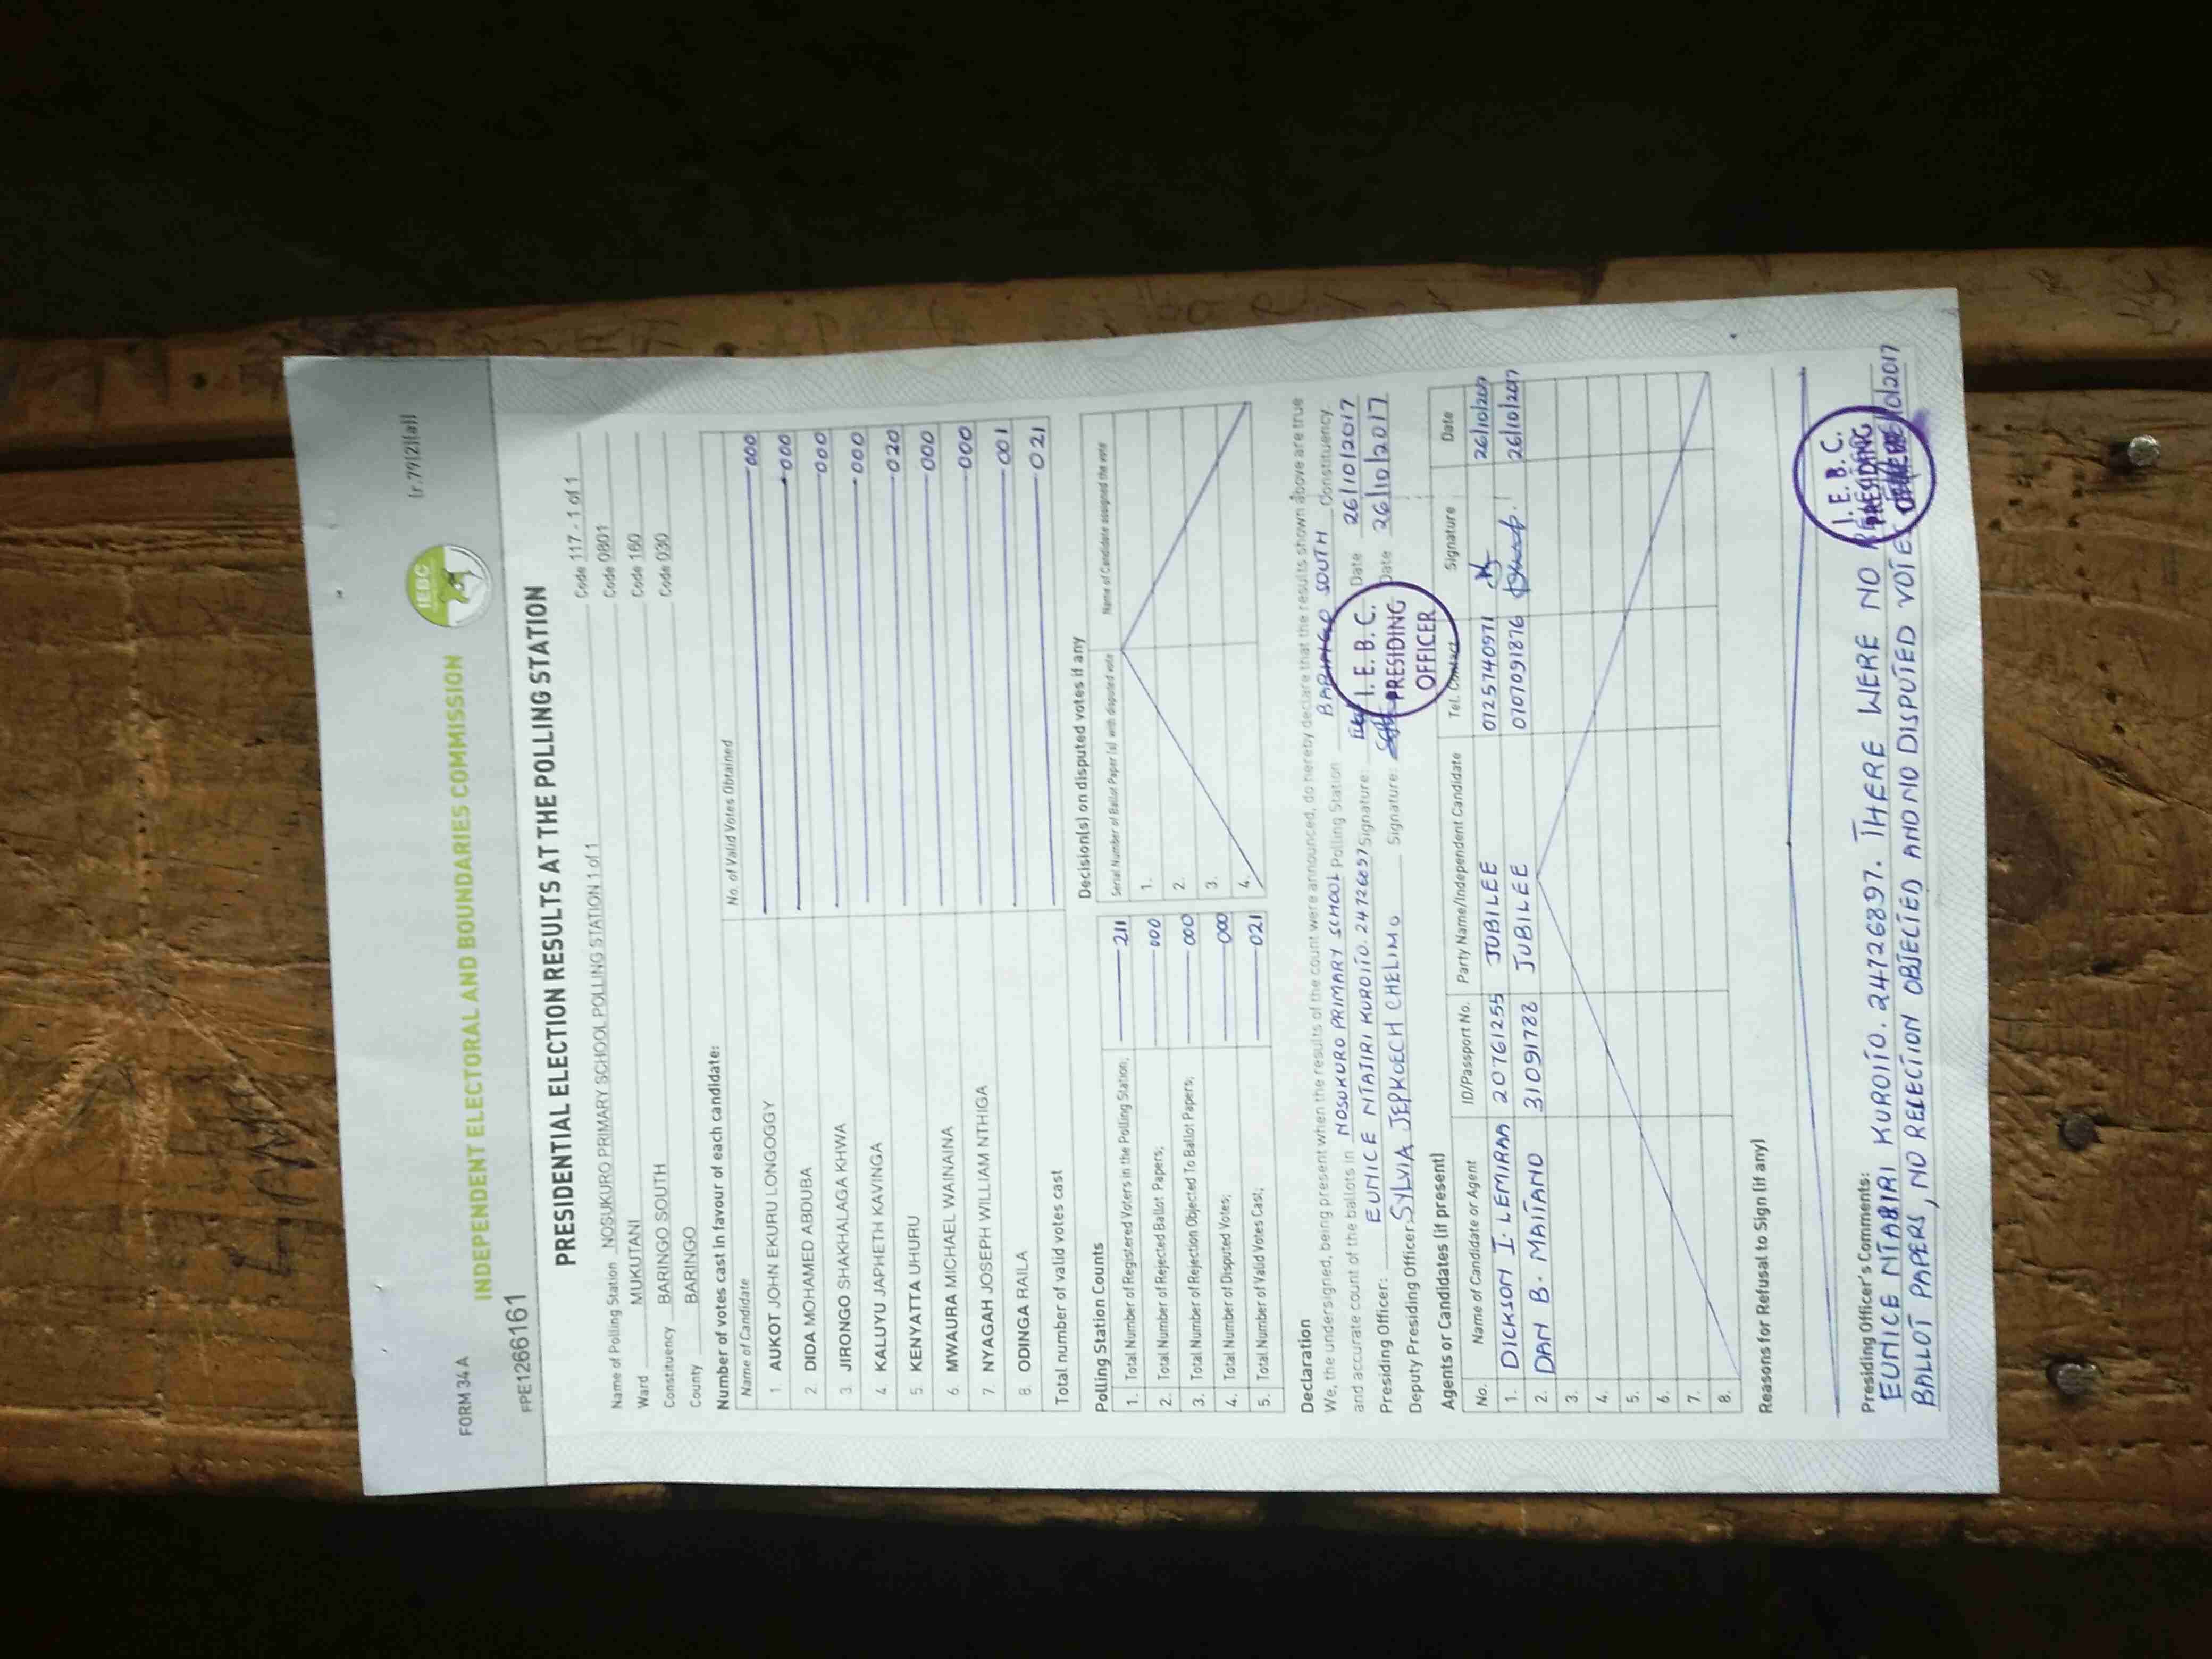 FORM 34A
(r.79(2)(a))
IEBC
INDEPENDENT ELECTORAL AND BOUNDARIES COMMISSION
FPE1266161
PRESIDENTIAL ELECTION RESULTS AT THE POLLING STATION
Name of Polling Station NOSUKURO PRIMARY SCHOOL POLLING STATION 1 of 1 Code 117 - 1 of 1
Ward MUKUTANI Code 0801
Constituency BARINGO SOUTH Code 160
County BARINGO Code 030
Number of votes cast in favour of each candidate:
Name of Candidate No. of Valid Votes Obtained
1. AUKOT JOHN EKURU LONGOGGY 000
2. DIDA MOHAMED ABDUBA 000
3. JIRONGO SHAKHALAGA KHWA 000
4. KALUYU JAPHETH KAVINGA 000
5. KENYATTA UHURU 020
6. MWAURA MICHAEL WAINAINA 000
7. NYAGAH JOSEPH WILLIAM NTHIGA 000
8. ODINGA RAILA 001
Total number of valid votes cast 021
Polling Station Counts
1. Total Number of Registered Voters in the Polling Station; 211
2. Total Number of Rejected Ballot Papers; 000
3. Total Number of Rejection Objected To Ballot Papers; 000
4. Total Number of Disputed Votes; 000
5. Total Number of Valid Votes Cast; 021
Decision(s) on disputed votes if any
Serial Number of Ballot Paper (s) with disputed vote Name of Candidate assigned the vote
1.
2.
3.
4.
Declaration
We, the undersigned, being present when the results of the count were announced, do hereby declare that the results shown above are true
and accurate count of the ballots in NOSUKURO PRIMARY SCHOOL Polling Station BARINGO SOUTH Constituency.
Presiding Officer: EUNICE NTAJIRI KUROITO. 24726897 Signature: Date 26/10/2017
Deputy Presiding Officer: SYLVIA JEPKOECH CHELIMO Signature: Date 26/10/2017
I. E. B. C.
PRESIDING
OFFICER
Agents or Candidates (if present)
No. Name of Candidate or Agent ID/Passport No. Party Name/Independent Candidate Tel. Contact Signature Date
1. DICKSON I. LEMIRAA 20761255 JUBILEE 0725740971 26/10/2017
2. DAN B. MAITANO 31091788 JUBILEE 0707091876 26/10/2017
3.
4.
5.
6.
7.
8.
Reasons for Refusal to Sign (if any)
Presiding Officer's Comments:
EUNICE NTABIRI KUROITO. 24726897. THERE WERE NO
BALLOT PAPERS, NO REJECTION OBJECTED AND NO DISPUTED VOTE
I. E. B. C.
PRESIDING
OFFICER